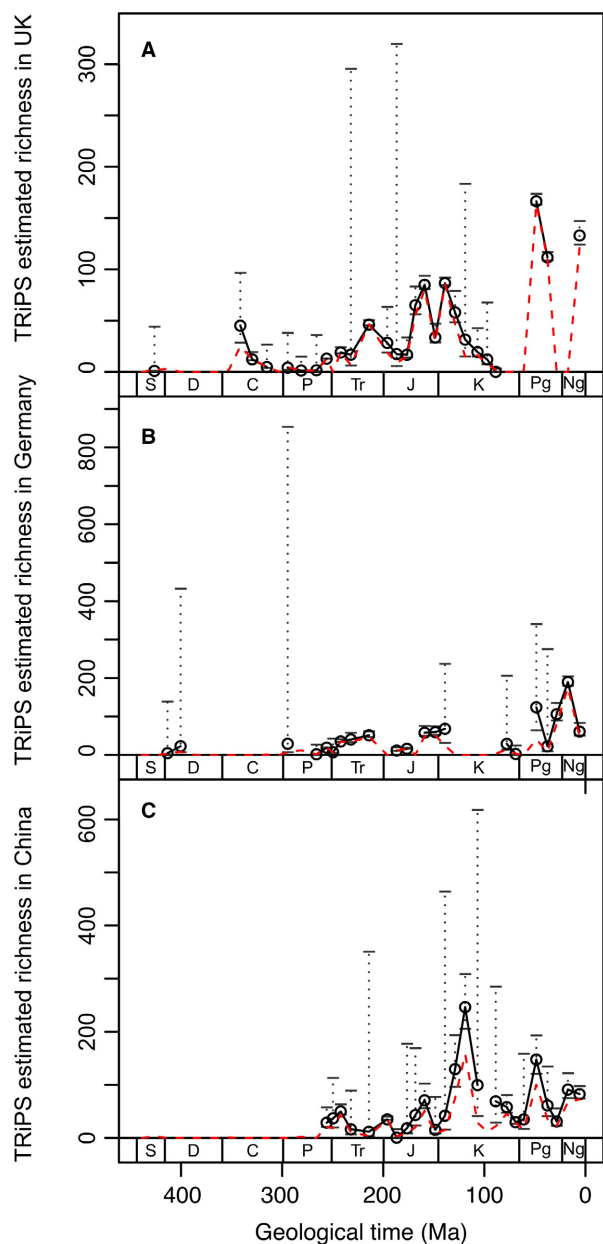 TRiPS estimated richness in UK
A
300
200
100
0
S D C P Tr J K Pg Ng
TRiPS estimated richness in Germany
B
800
600
400
200
0
S D C P Tr J K Pg Ng
TRiPS estimated richness in China
C
600
400
200
0
S D C P Tr J K Pg Ng
400 300 200 100 0
Geological time (Ma)